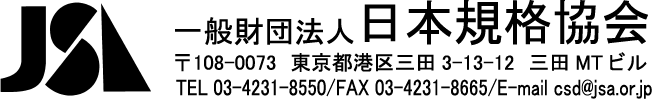 JSA
一般財団法人日本規格協会
〒108-0073 東京都港区三田 3-13-12 三田 MT ビル
TEL 03-4231-8550/FAX 03-4231-8665/E-mail csd@jsa.or.jp